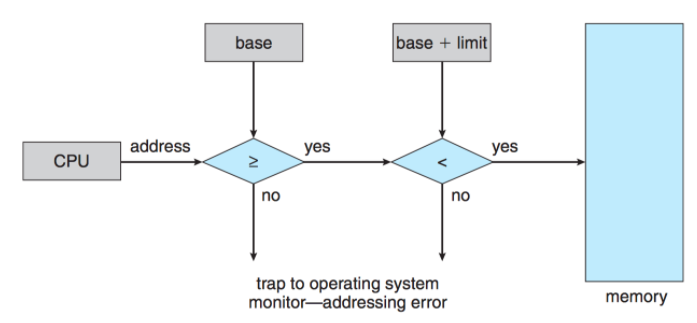 base
base + limit
CPU
address
≥
yes
<
yes
no
no
trap to operating system
monitor—addressing error
memory